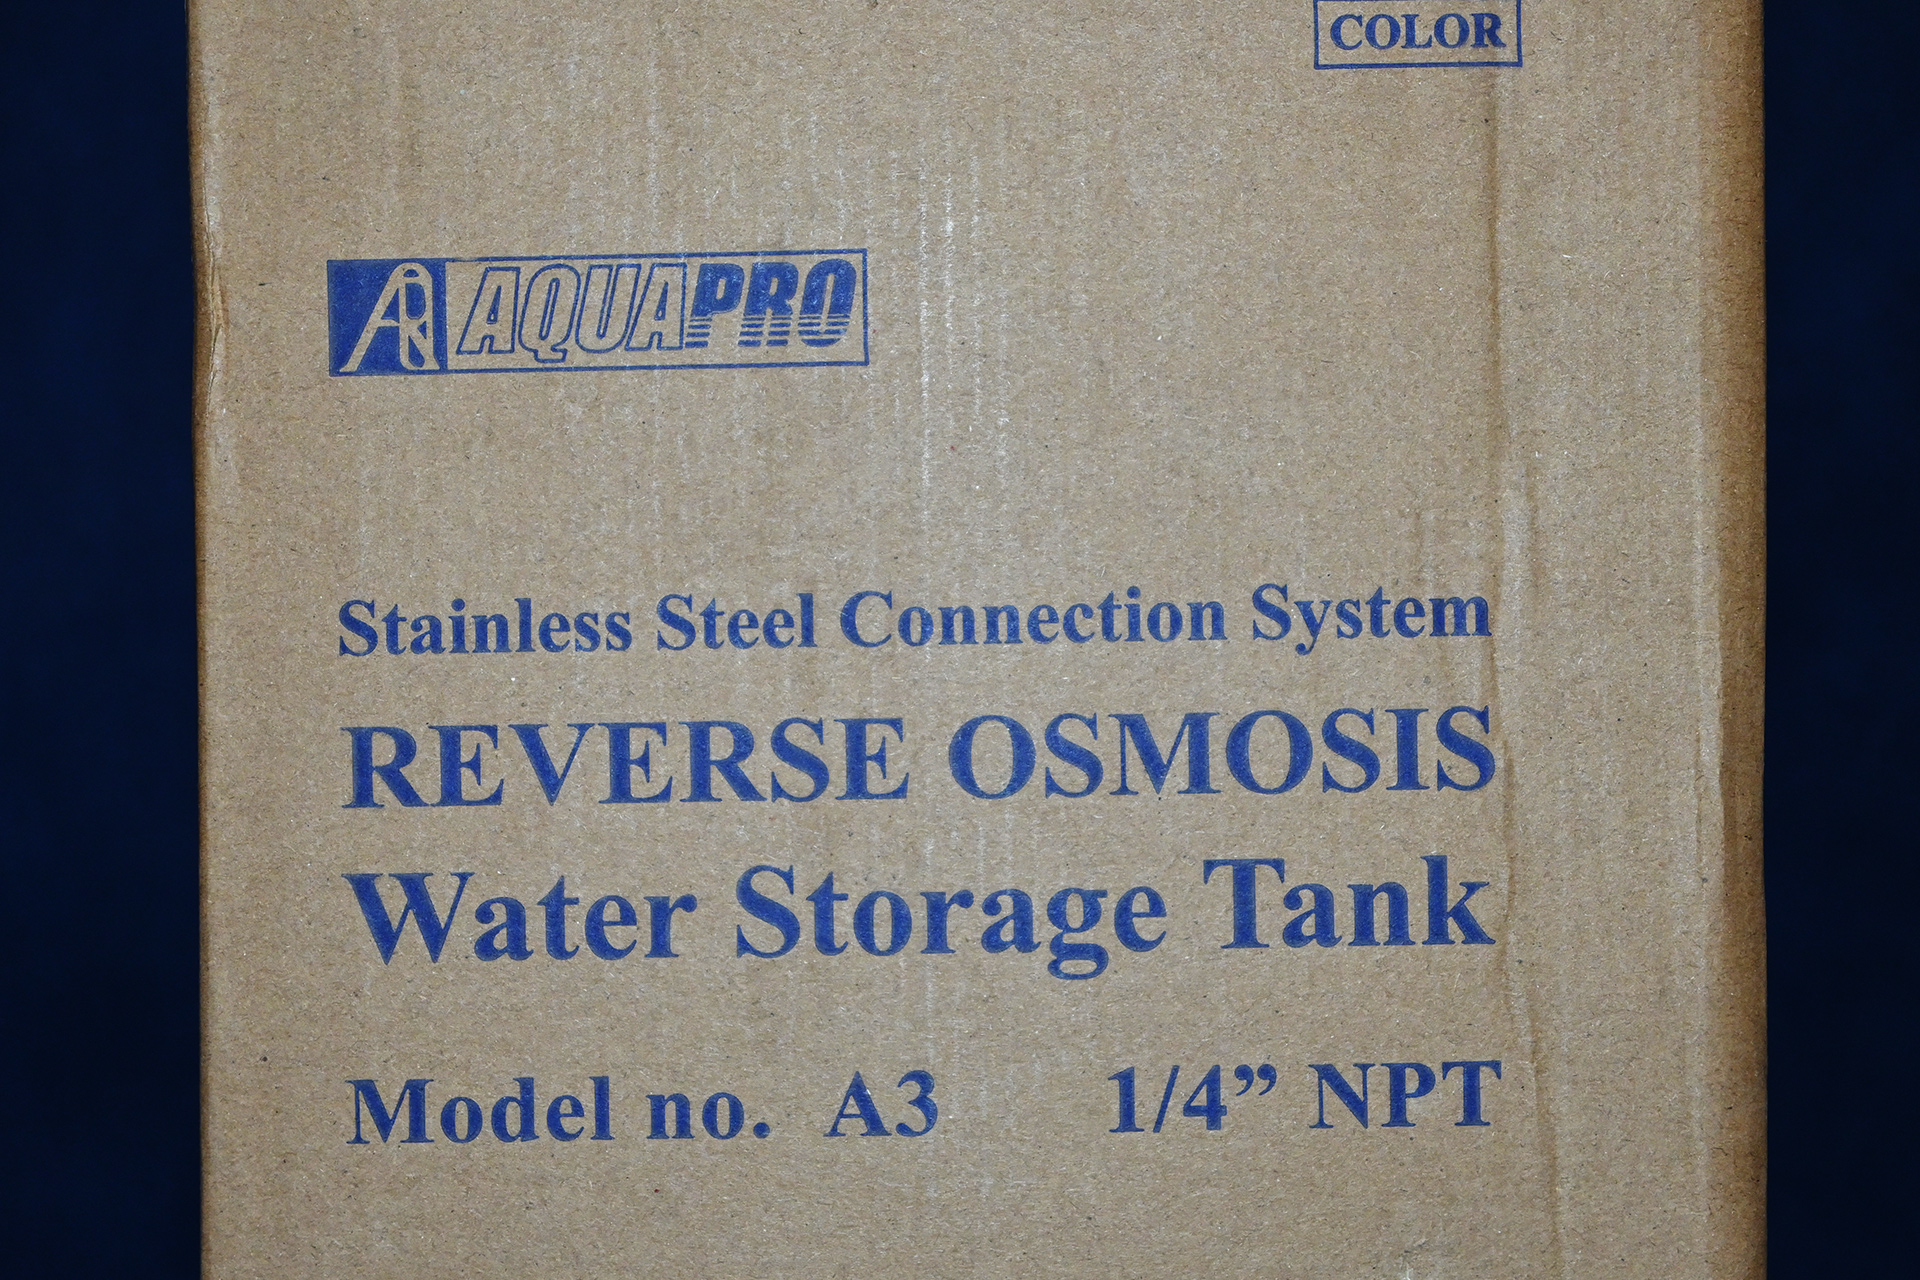 COLOR
AQUAPRO
Stainless Steel Connection System
REVERSE OSMOSIS
Water Storage Tank
Model no. A3 1/4” NPT